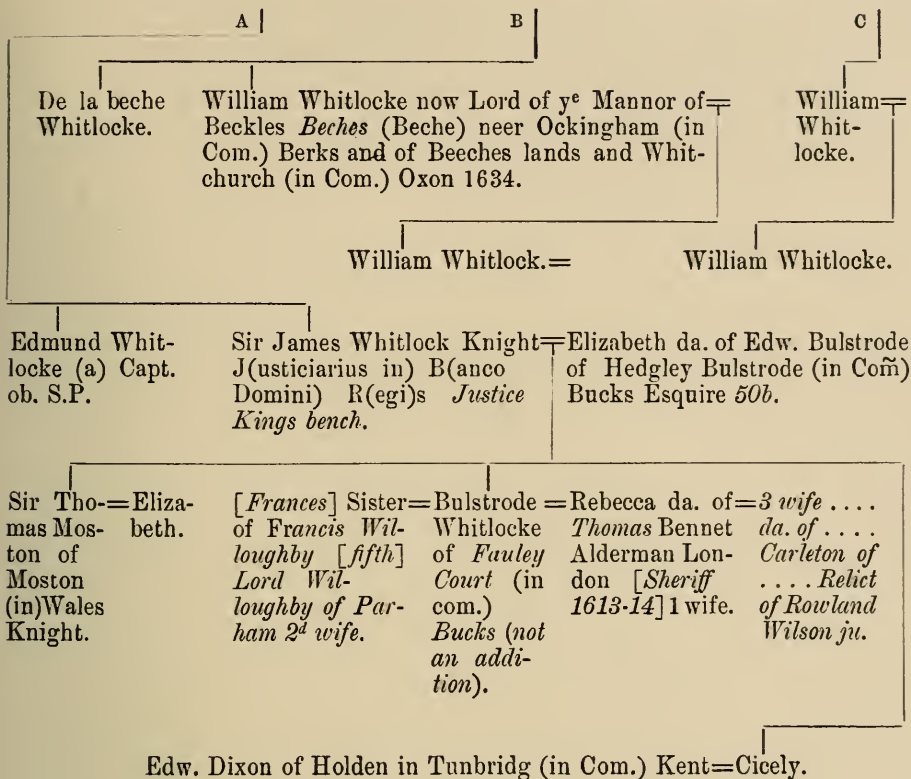 A B C
De la beche
Whitlocke.
William Whitlocke now Lord of yᵉ Mannor of=
Beckles Beches (Beche) neer Ockingham (in
Com.) Berks and of Beeches lands and Whit-
church (in Com.) Oxon 1634.
William=
Whit-
locke.
William Whitlock.=
William Whitlocke.
Edmund Whit-
locke (a) Capt.
ob. S.P.
Sir James Whitlock Knight=
J(usticiarius in) B(anco
Domini) R(egi)s Justice
Kings bench.
Elizabeth da. of Edw. Bulstrode
of Hedgley Bulstrode (in Com̃)
Bucks Esquire 50b.
Sir Tho-=
mas Mos-
ton of
Moston
(in)Wales
Knight.
Eliza-
beth.
[Frances] Sister=
of Francis Wil-
loughby [fifth]
Lord Wil-
loughby of Par-
ham 2ᵈ wife.
Bulstrode =
Whitlocke
of Fauley
Court (in
com.)
Bucks (not
an addi-
tion).
Rebecca da. of=
Thomas Bennet
Alderman Lon-
don [Sheriff
1613-14] 1 wife.
3 wife ....
da. of ....
Carleton of
.... Relict
of Rowland
Wilson ju.
Edw. Dixon of Holden in Tunbridg (in Com.) Kent=Cicely.